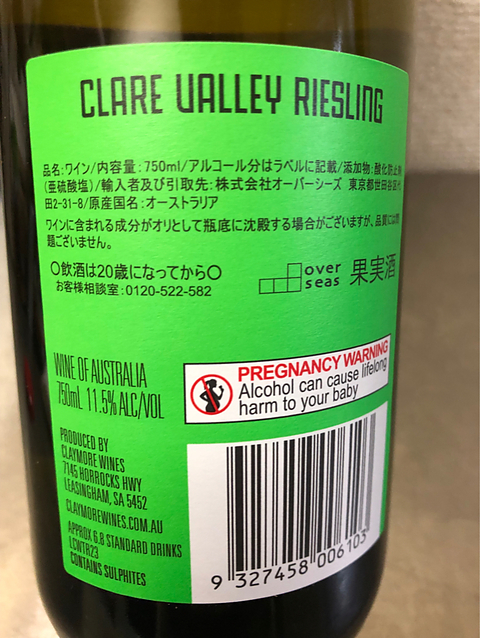 CLARE VALLEY RIESLING
品名:ワイン/内容量:750ml/アルコール分はラベルに記載/添加物:酸化防止剤
(亜硫酸塩)/輸入者及び引取先:株式会社オーバーシーズ 東京都世田谷区代
田2-31-8/原産国名:オーストラリア
ワインに含まれる成分がオリとして瓶底に沈殿する場合がございますが、品質には問
題ございません。
〇飲酒は20歳になってから〇
お客様相談室:0120-522-582
over
seas
果実酒
WINE OF AUSTRALIA
750mL 11.5% ALC/VOL
PREGNANCY WARNING
Alcohol can cause lifelong
harm to your baby
PRODUCED BY
CLAYMORE WINES
7145 HORROCKS HWY
LEASINGHAM, SA 5452
CLAYMOREWINES.COM.AU
APPROX 6.8 STANDARD DRINKS
LCWTR23
CONTAINS SULPHITES
9 327458 006103